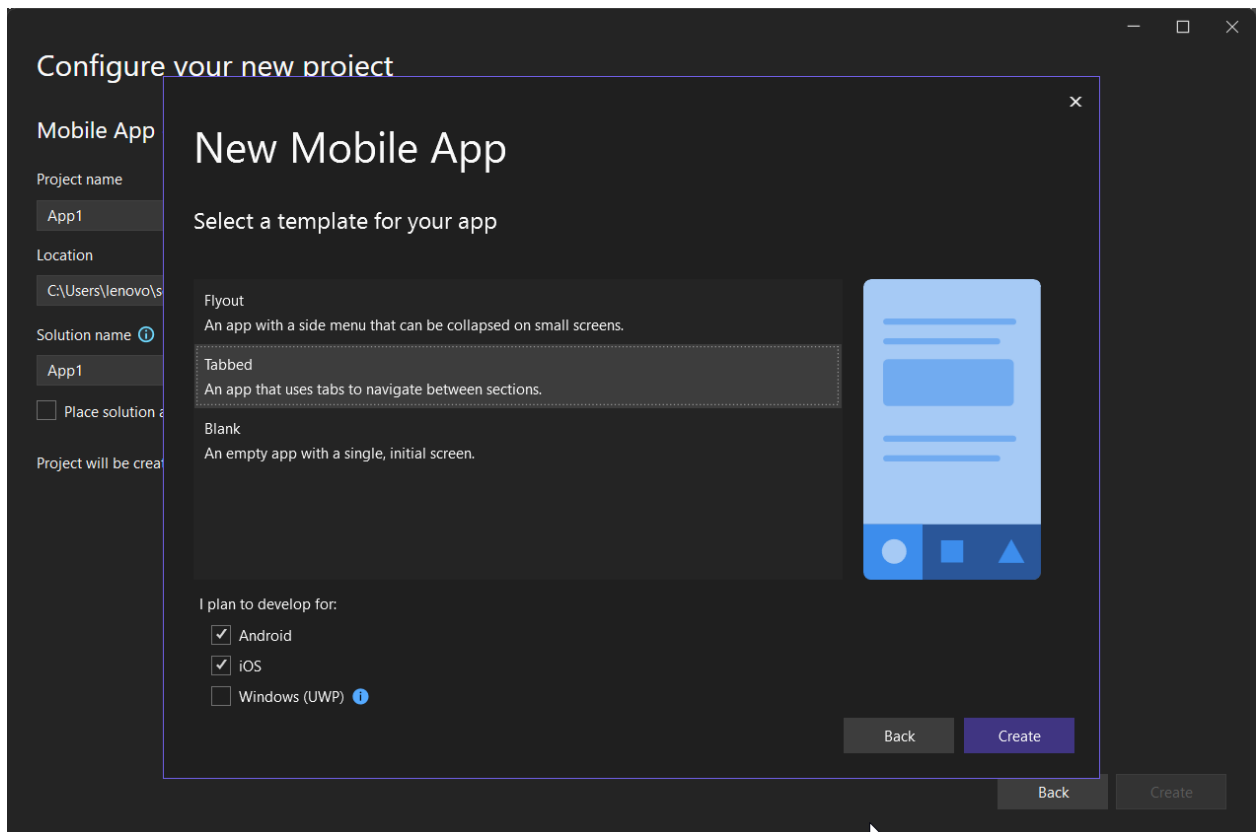 Configure your new project
Mobile App
Project name
App1
Location
C:\Users\lenovo\s
Solution name
App1
Place solution
Project will be
New Mobile App
Select a template for your app
Flyout
An app with a side menu that can be collapsed on small screens.
Tabbed
An app that uses tabs to navigate between sections.
Blank
An empty app with a single, initial screen.
I plan to develop for:
Android
iOS
Windows (UWP)
Back
Create
Back
Create